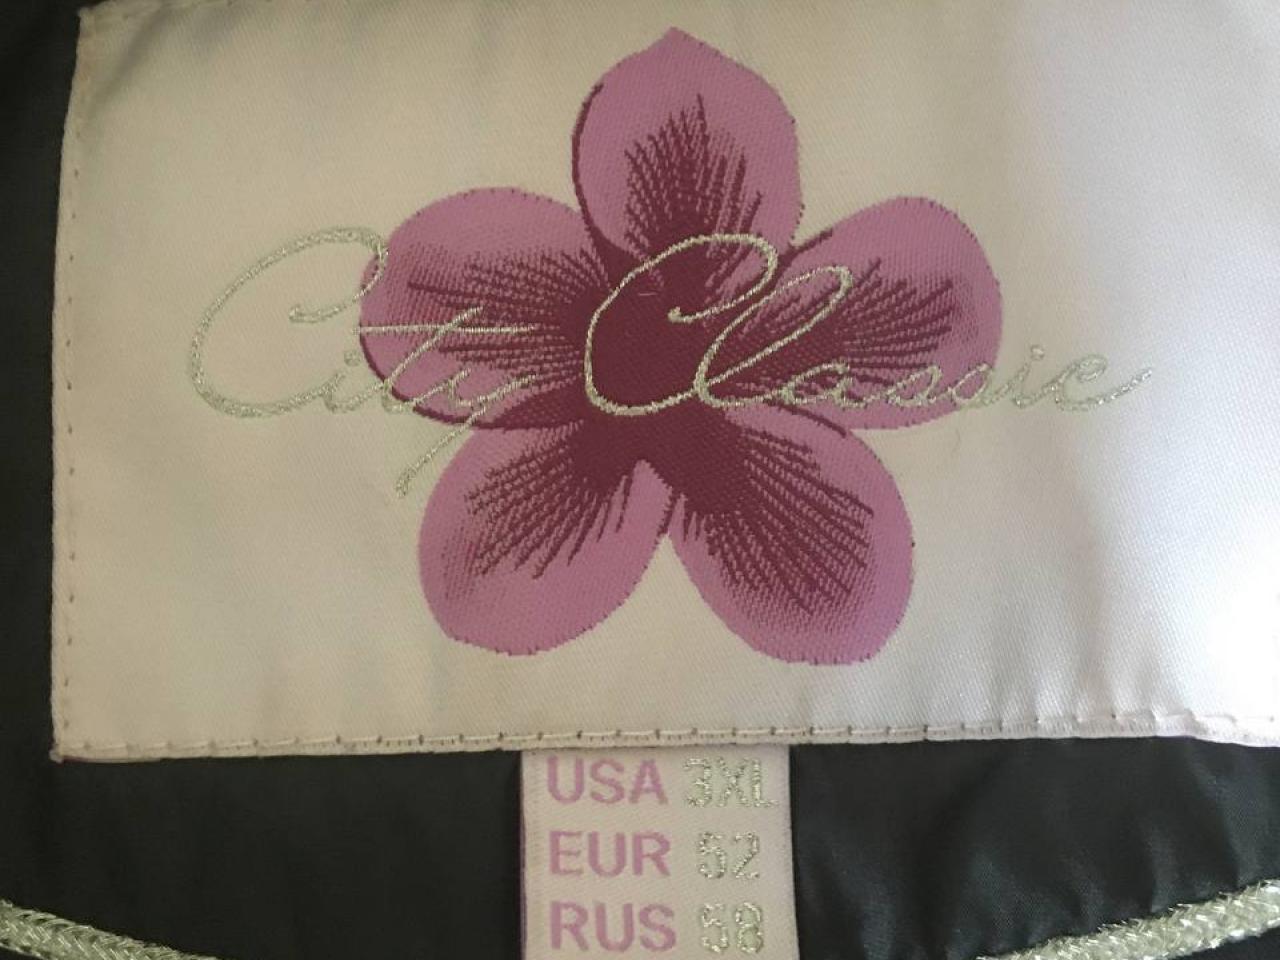 City Classic
USA 3XL
EUR 52
RUS 58